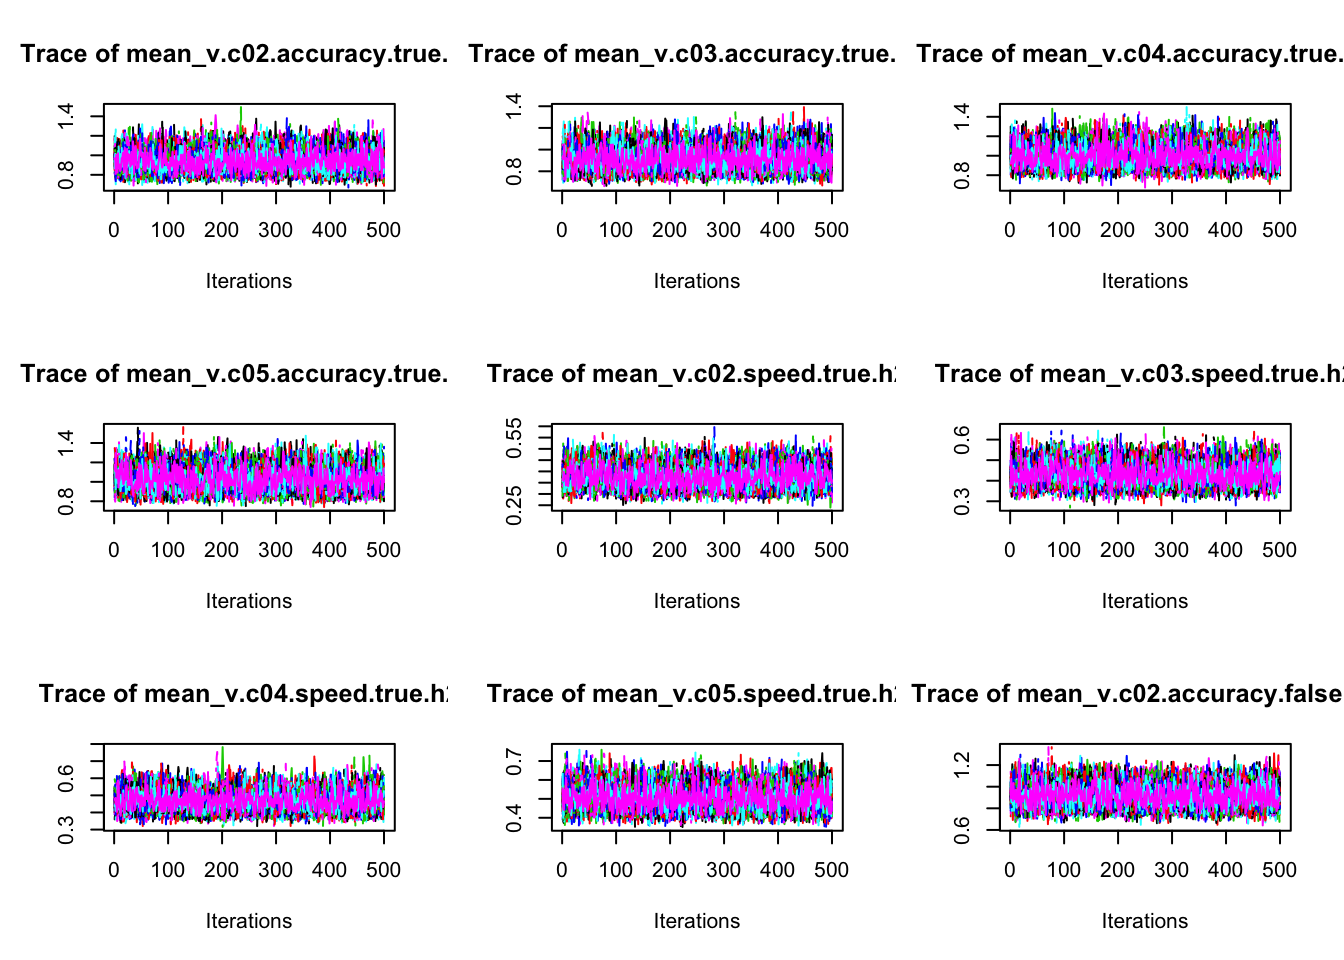 Trace of mean_v.c02.accuracy.true.
1.4
0.8
0 100 200 300 400 500
Iterations
Trace of mean_v.c03.accuracy.true.
1.4
0.8
0 100 200 300 400 500
Iterations
Trace of mean_v.c04.accuracy.true.
1.4
0.8
0 100 200 300 400 500
Iterations
Trace of mean_v.c05.accuracy.true.
1.4
0.8
0 100 200 300 400 500
Iterations
Trace of mean_v.c02.speed.true.h
0.55
0.25
0 100 200 300 400 500
Iterations
Trace of mean_v.c03.speed.true.h
0.6
0.3
0 100 200 300 400 500
Iterations
Trace of mean_v.c04.speed.true.h
0.6
0.3
0 100 200 300 400 500
Iterations
Trace of mean_v.c05.speed.true.h
0.7
0.4
0 100 200 300 400 500
Iterations
Trace of mean_v.c02.accuracy.false
1.2
0.6
0 100 200 300 400 500
Iterations